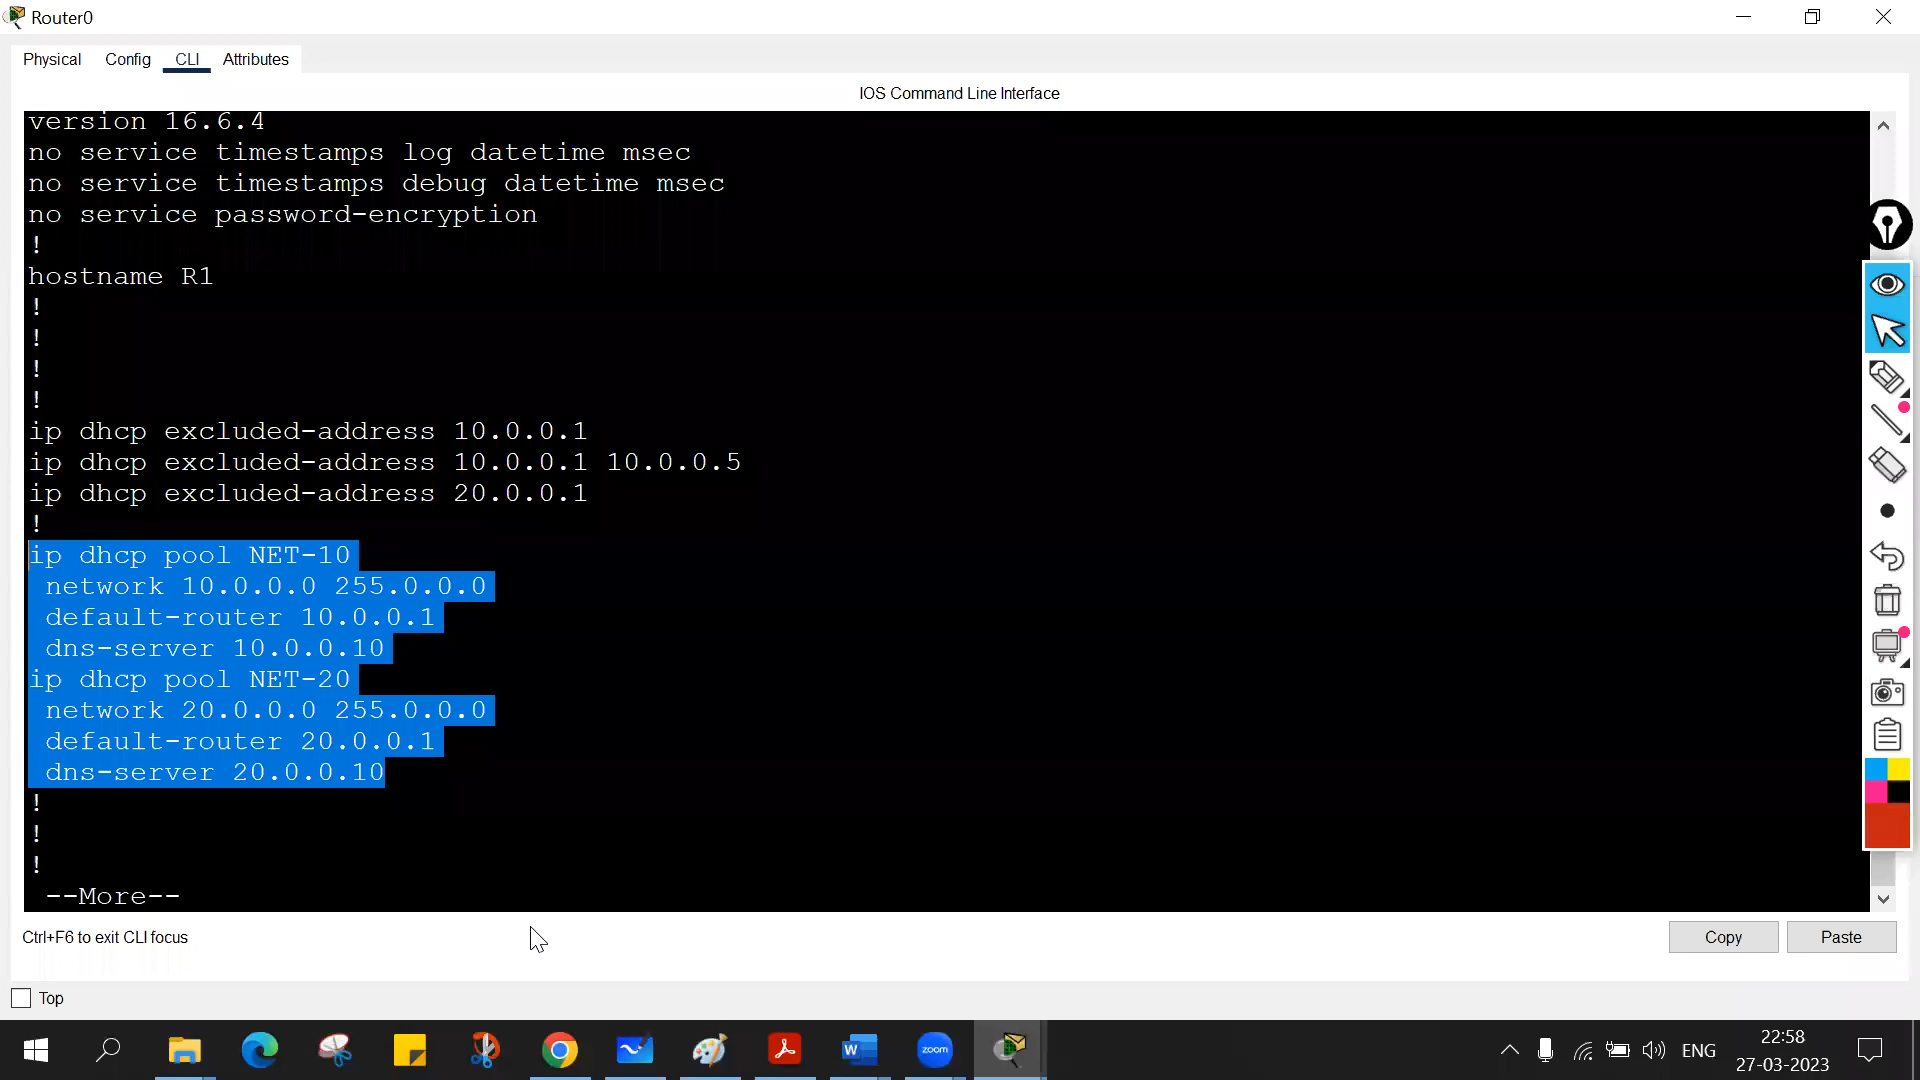 Router0
Physical Config CLI Attributes
IOS Command Line Interface
version 16.6.4
no service timestamps log datetime msec
no service timestamps debug datetime msec
no service password-encryption
!
hostname R1
!
!
!
!
ip dhcp excluded-address 10.0.0.1
ip dhcp excluded-address 10.0.0.1 10.0.0.5
ip dhcp excluded-address 20.0.0.1
!
ip dhcp pool NET-10
network 10.0.0.0 255.0.0.0
default-router 10.0.0.1
dns-server 10.0.0.10
ip dhcp pool NET-20
network 20.0.0.0 255.0.0.0
default-router 20.0.0.1
dns-server 20.0.0.10
!
!
!
--More--
Ctrl+F6 to exit CLI focus
Copy Paste
Top
W zoom ENG
22:58
27-03-2023